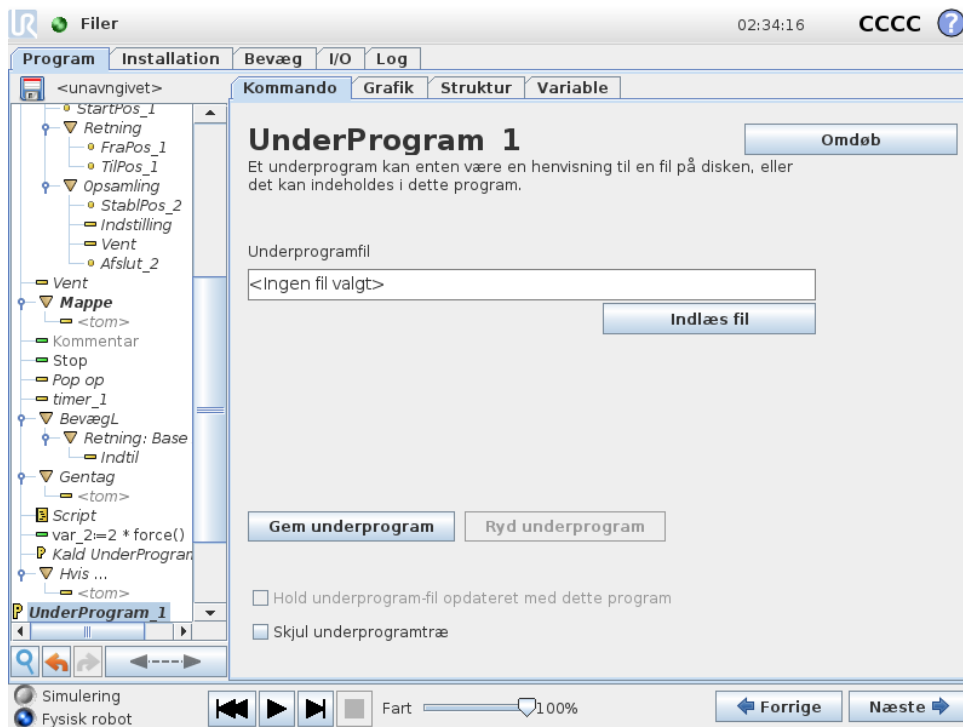 UR Filer 02:34:16 CCCC ?
Program Installation Bevæg I/O Log
<unavngivet>
Kommando Grafik Struktur Variable
StartPos_1
Retning
FraPos_1
TilPos_1
Opsamling
StablPos_2
Indstilling
Vent
Afslut_2
Vent
Mappe
<tom>
Kommentar
Stop
Pop op
timer_1
BevægL
Retning: Base
Indtil
Gentag
<tom>
Script
var_2:=2 * force()
Kald UnderProgram
Hvis ...
<tom>
UnderProgram_1
UnderProgram_1
Omdøb
Et underprogram kan enten være en henvisning til en fil på disken, eller
det kan indeholdes i dette program.
Underprogramfil
<Ingen fil valgt>
Indlæs fil
Gem underprogram Ryd underprogram
Hold underprogram-fil opdateret med dette program
Skjul underprogramtræ
Simulering
Fysisk robot
Fart 100%
Forrige Næste